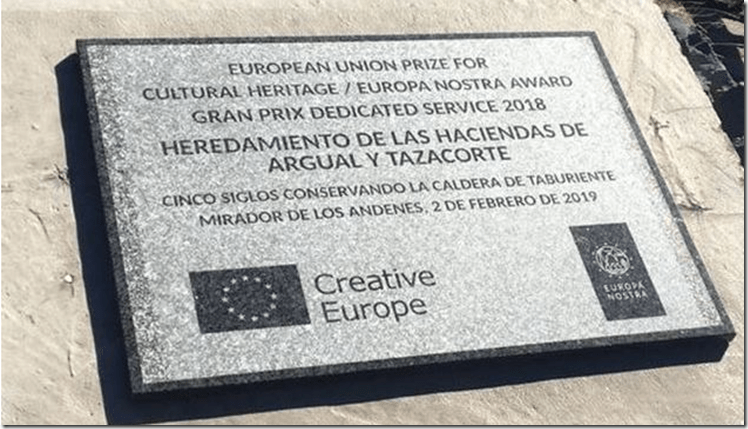 EUROPEAN UNION PRIZE FOR
CULTURAL HERITAGE / EUROPA NOSTRA AWARD
GRAN PRIX DEDICATED SERVICE 2018
HEREDAMIENTO DE LAS HACIENDAS DE
ARGUAL Y TAZACORTE
CINCO SIGLOS CONSERVANDO LA CALDERA DE TABURIENTE
MIRADOR DE LOS ANDENES, 2 DE FEBRERO DE 2019
Creative
Europe
EUROPA
NOSTRA